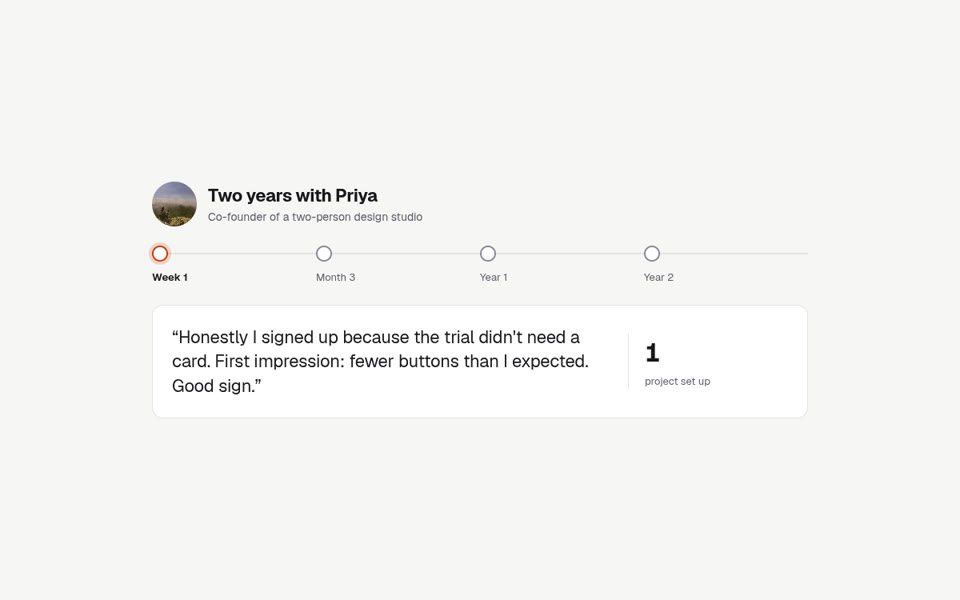 Two years with Priya
Co-founder of a two-person design studio
Week 1
Month 3
Year 1
Year 2
“Honestly I signed up because the trial didn't need a
card. First impression: fewer buttons than I expected.
Good sign.”
1
project set up